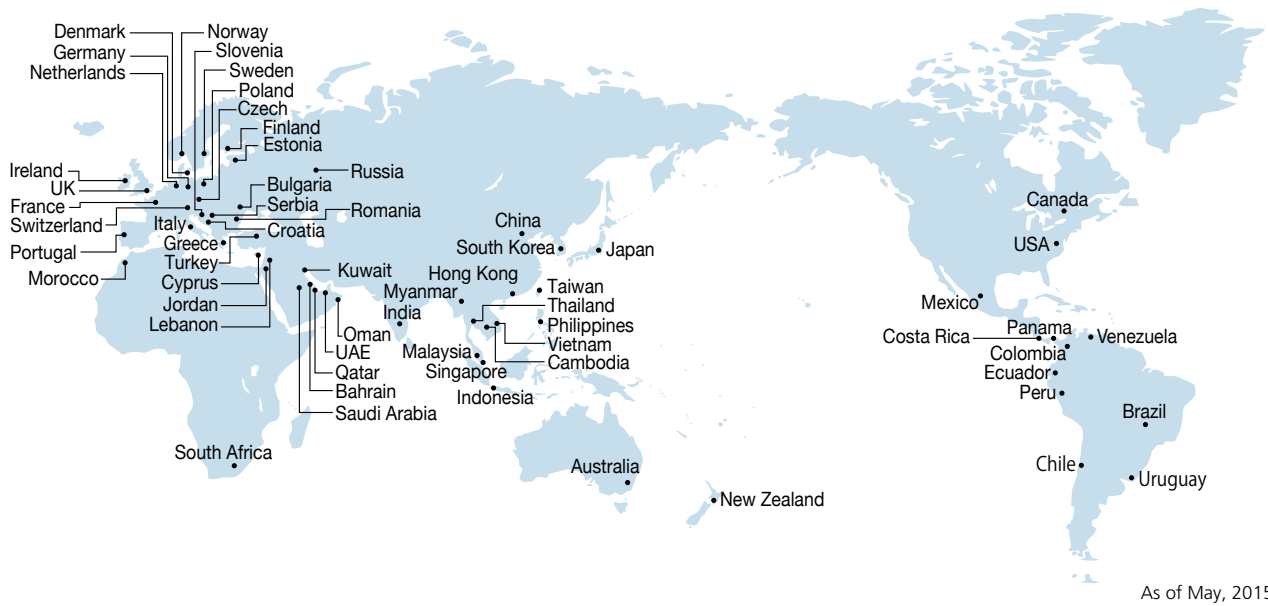 Denmark
Norway
Germany
Slovenia
Netherlands
Sweden
Poland
Czech
Finland
Estonia
Ireland
Russia
UK
Bulgaria
France
Serbia
Switzerland
Italy
Romania
Croatia
Portugal
Greece
Turkey
Morocco
Cyprus
Kuwait
Jordan
Lebanon
Oman
UAE
Qatar
Bahrain
Saudi Arabia
South Africa
China
South Korea
Japan
Hong Kong
Myanmar
Taiwan
India
Thailand
Philippines
Vietnam
Malaysia
Cambodia
Singapore
Indonesia
Australia
New Zealand
Canada
USA
Mexico
Costa Rica
Panama
Venezuela
Colombia
Ecuador
Peru
Brazil
Chile
Uruguay
As of May, 2015